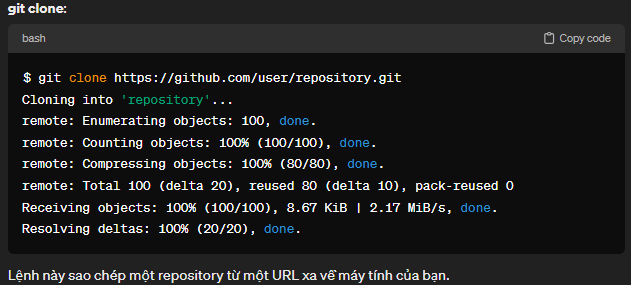 git clone:
bash
Copy code
$ git clone https://github.com/user/repository.git
Cloning into 'repository'...
remote: Enumerating objects: 100, done.
remote: Counting objects: 100% (100/100), done.
remote: Compressing objects: 100% (80/80), done.
remote: Total 100 (delta 20), reused 80 (delta 10), pack-reused 0
Receiving objects: 100% (100/100), 8.67 KiB | 2.17 MiB/s, done.
Resolving deltas: 100% (20/20), done.
Lệnh này sao chép một repository từ một URL xa về máy tính của bạn.